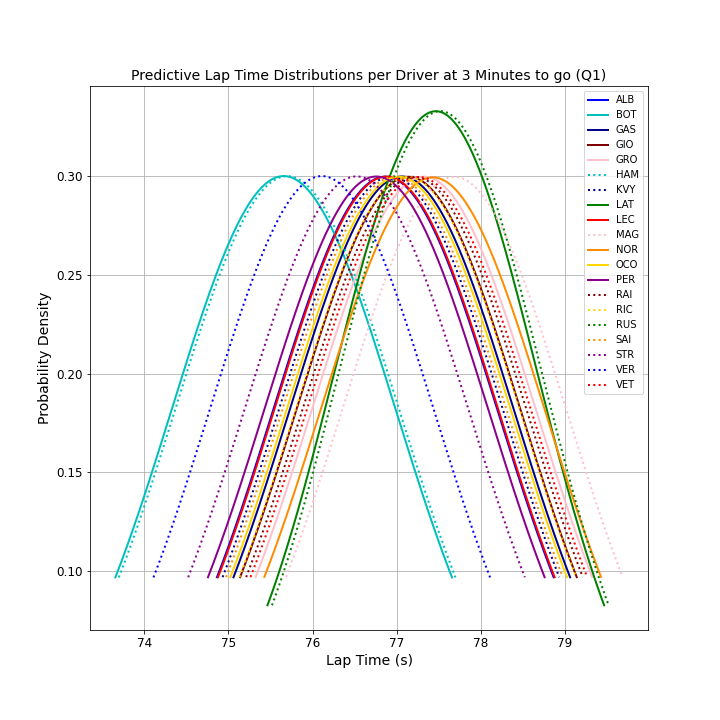 Predictive Lap Time Distributions per Driver at 3 Minutes to go (Q1)
ALB
BOT
GAS
GIO
GRO
HAM
KVY
LAT
LEC
MAG
NOR
OCO
PER
RAI
RIC
RUS
SAI
STR
VER
VET
Probability Density
0.30
0.25
0.20
0.15
0.10
74 75 76 77 78 79
Lap Time (s)